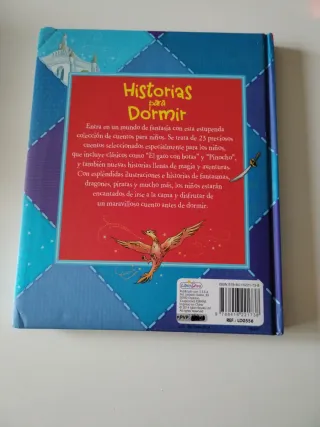 Historias
para
Dormir
Entra en un mundo de fantasía con esta estupenda
colección de cuentos para niños. Se trata de 23 preciosos
cuentos seleccionados especialmente para los niños,
que incluye clásicos como "El gato con botas" y "Pinocho",
y también nuevas historias llenas de magia y aventuras.
Con espléndidas ilustraciones e historias de fantasmas,
dragones, piratas y mucho más, los niños estarán
encantados de irse a la cama y disfrutar de
un maravilloso cuento antes de dormir.